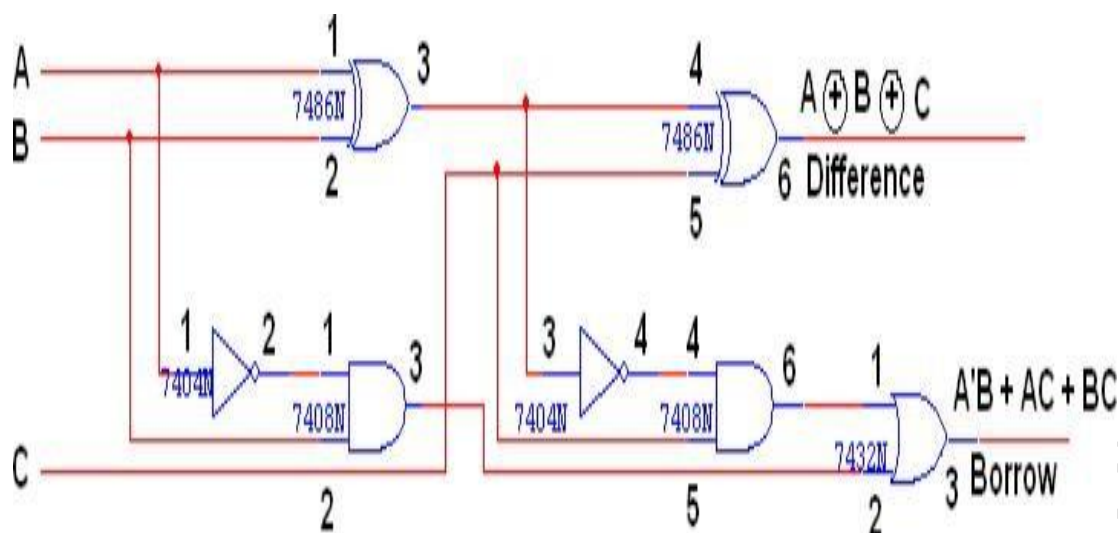 A 1 3 4 A ⊕ B ⊕ C
7486N
B 7486N
2 6 Difference
5
1 2 1 3 3 4 4 6 1 A'B + AC + BC
7404N 7408N 7404N 7408N 7432N
C 3 Borrow
2 5 2